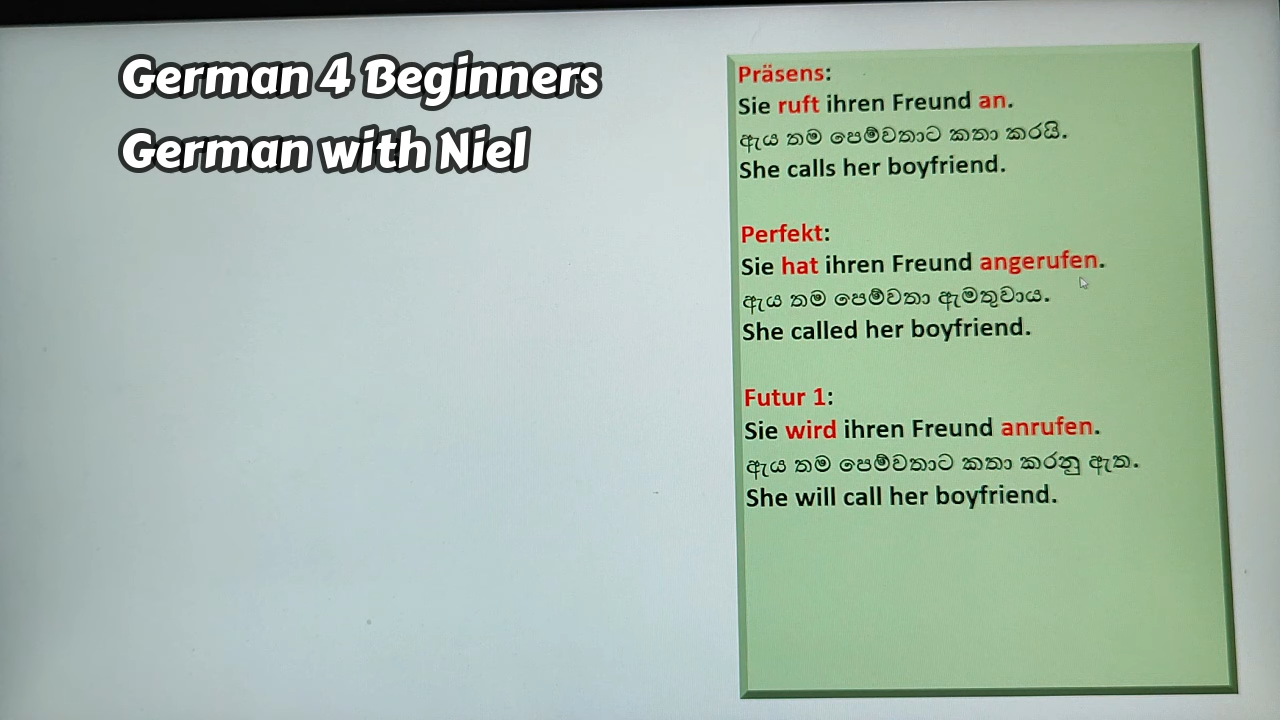 German 4 Beginners
German with Niel
Präsens:
Sie ruft ihren Freund an.
ඇය තම පෙම්වතාට කතා කරයි.
She calls her boyfriend.
Perfekt:
Sie hat ihren Freund angerufen.
ඇය තම පෙම්වතා ඇමතුවාය.
She called her boyfriend.
Futur 1:
Sie wird ihren Freund anrufen.
ඇය තම පෙම්වතාට කතා කරනු ඇත.
She will call her boyfriend.